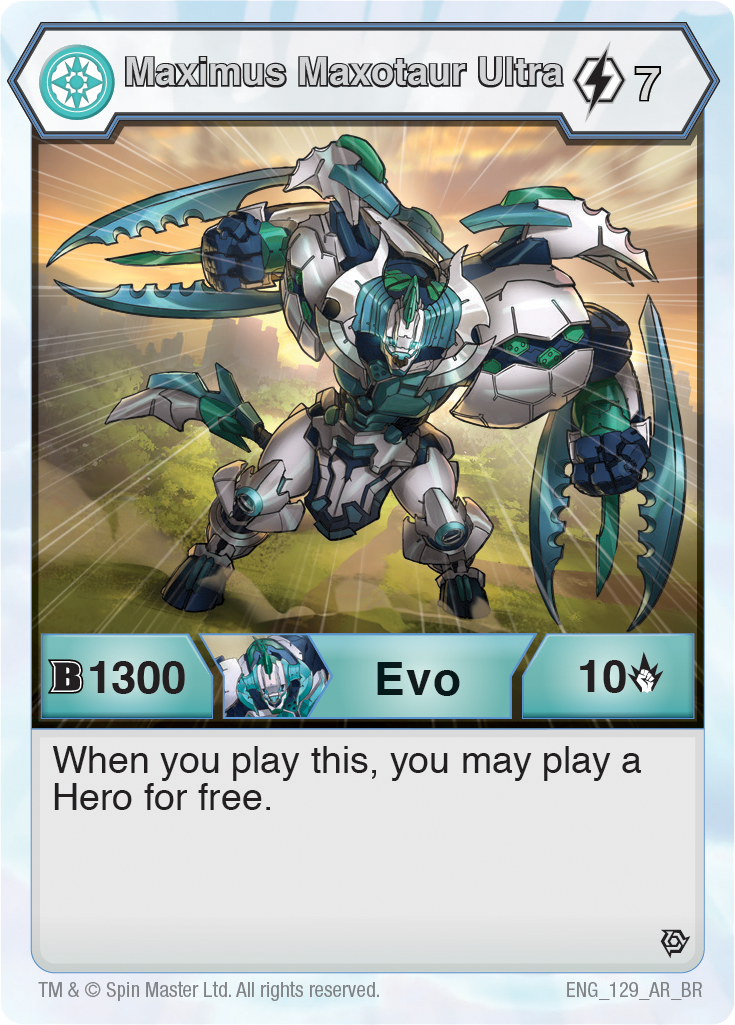 Maximus Maxotaur Ultra 7
B 1300 Evo 10
When you play this, you may play a
Hero for free.
TM & © Spin Master Ltd. All rights reserved. ENG_129_AR_BR